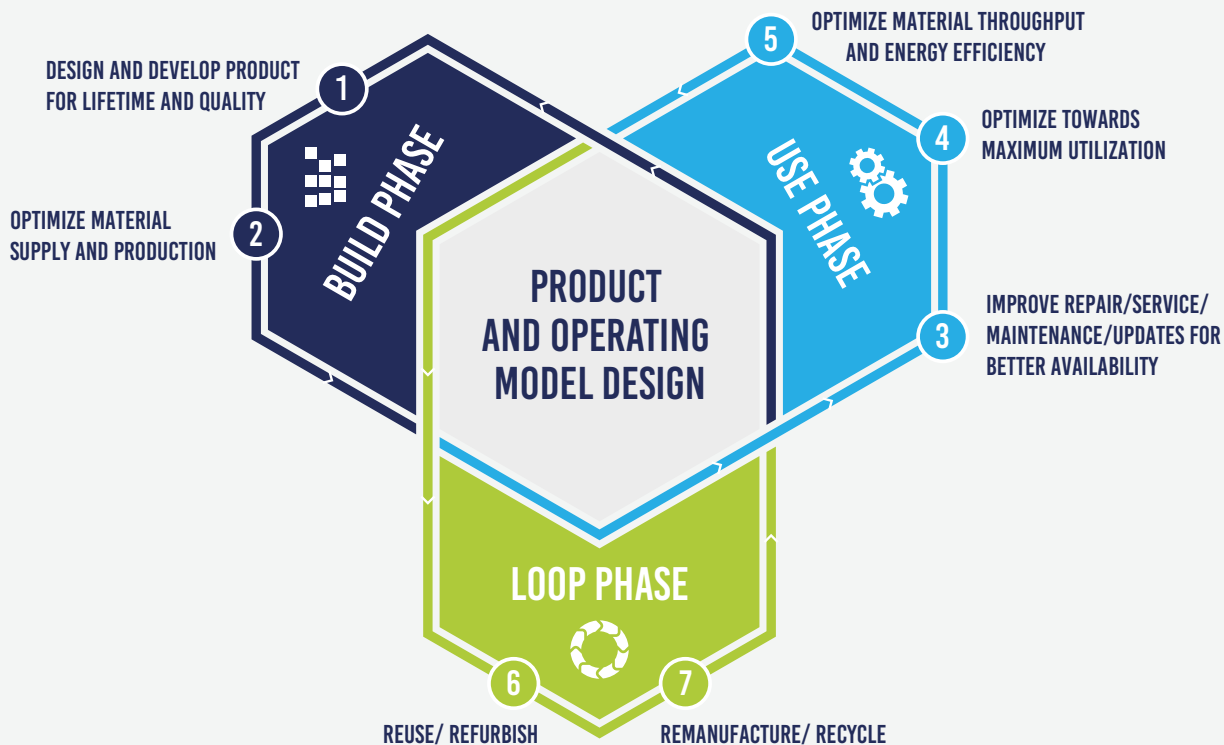 1
DESIGN AND DEVELOP PRODUCT
FOR LIFETIME AND QUALITY
2
OPTIMIZE MATERIAL
SUPPLY AND PRODUCTION
BUILD PHASE
5
OPTIMIZE MATERIAL THROUGHPUT
AND ENERGY EFFICIENCY
4
OPTIMIZE TOWARDS
MAXIMUM UTILIZATION
3
IMPROVE REPAIR/SERVICE/
MAINTENANCE/UPDATES FOR
BETTER AVAILABILITY
USE PHASE
PRODUCT
AND OPERATING
MODEL DESIGN
LOOP PHASE
6
REUSE/ REFURBISH
7
REMANUFACTURE/ RECYCLE